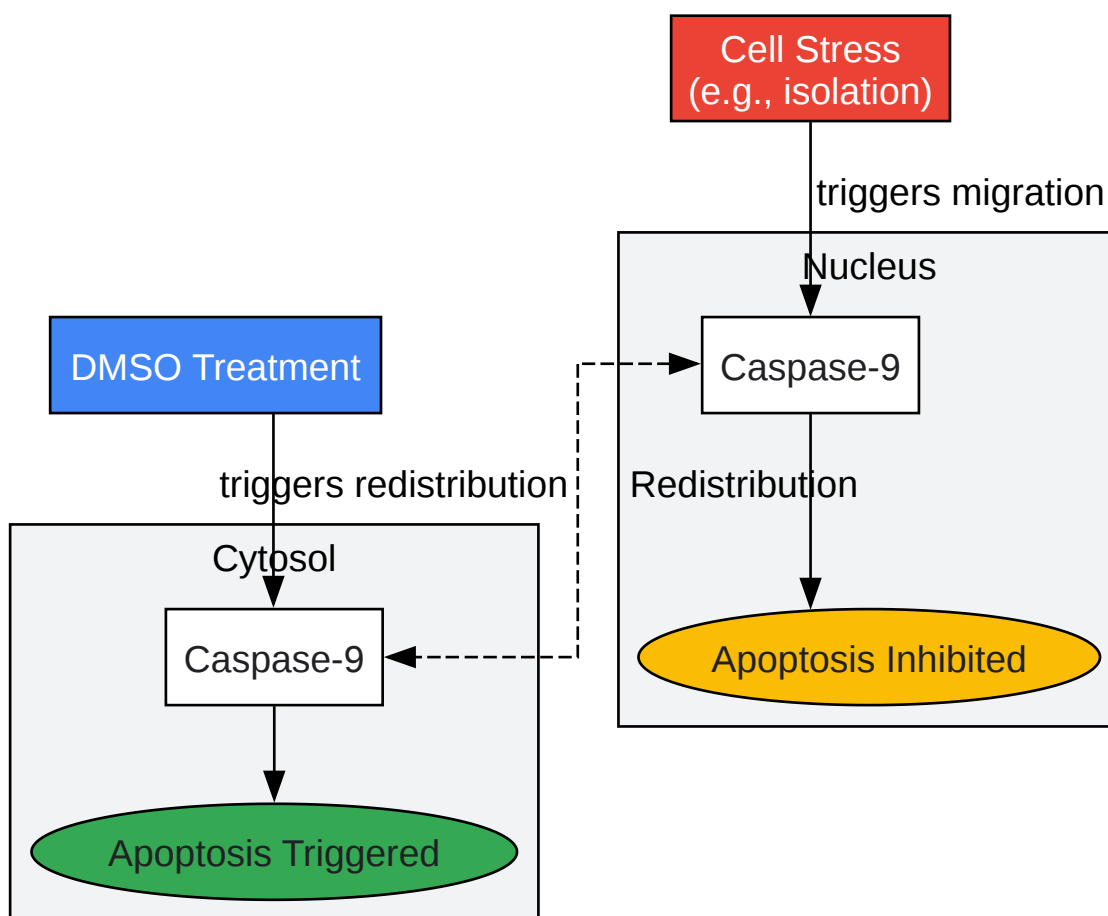 Cell Stress
(e.g., isolation)
triggers migration
Nucleus
DMSO Treatment
Caspase-9
triggers redistribution
Redistribution
Cytosol
Caspase-9
Apoptosis Inhibited
Apoptosis Triggered